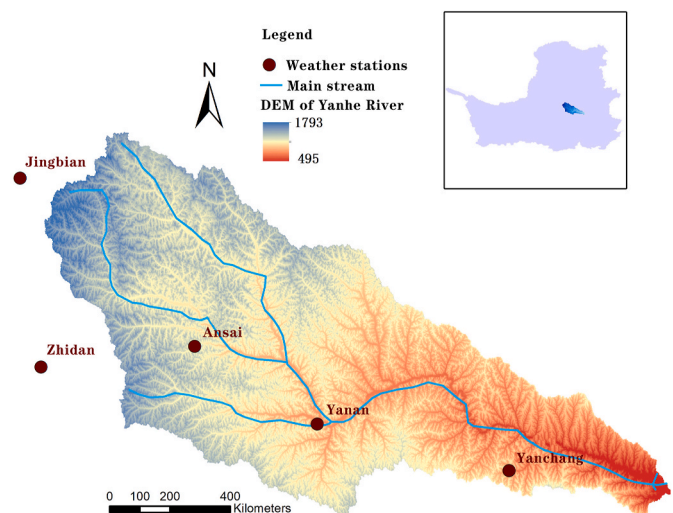 Legend
Weather stations
Main stream
DEM of Yanhe River
1793
495
N
Jingbian
Ansai
Zhidan
Yanan
Yanchang
0 100 200 400
Kilometers